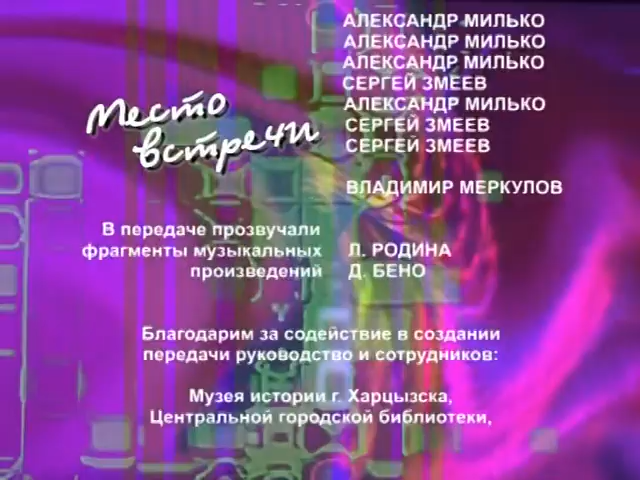 АЛЕКСАНДР МИЛЬКО
АЛЕКСАНДР МИЛЬКО
АЛЕКСАНДР МИЛЬКО
СЕРГЕЙ ЗМЕЕВ
АЛЕКСАНДР МИЛЬКО
СЕРГЕЙ ЗМЕЕВ
СЕРГЕЙ ЗМЕЕВ
Место
встречи
ВЛАДИМИР МЕРКУЛОВ
В передаче прозвучали
фрагменты музыкальных Л. РОДИНА
произведений Д. БЕНО
Благодарим за содействие в создании
передачи руководство и сотрудников:
Музея истории г. Харцызска,
Центральной городской библиотеки,